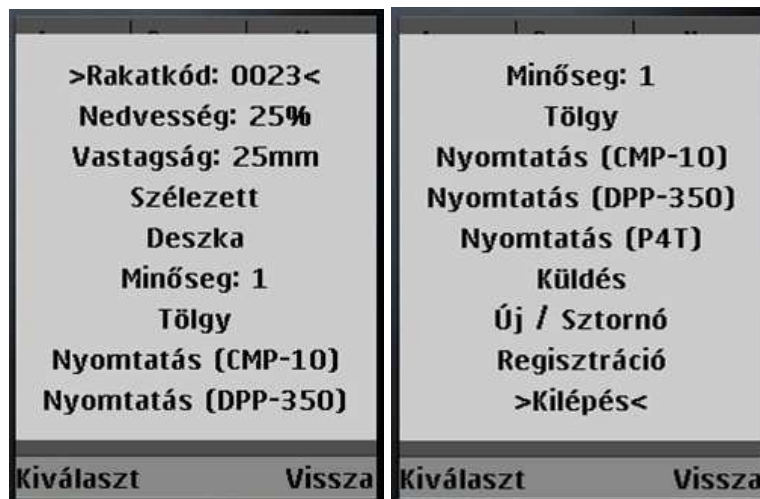 >Rakatkód: 0023<
Nedvesség: 25%
Vastagság: 25mm
Szélezett
Deszka
Minőseg: 1
Tölgy
Nyomtatás (CMP-10)
Nyomtatás (DPP-350)
Kiválaszt Vissza
Minőseg: 1
Tölgy
Nyomtatás (CMP-10)
Nyomtatás (DPP-350)
Nyomtatás (P4T)
Küldés
Új / Sztornó
Regisztráció
>Kilépés<
Kiválaszt Vissza